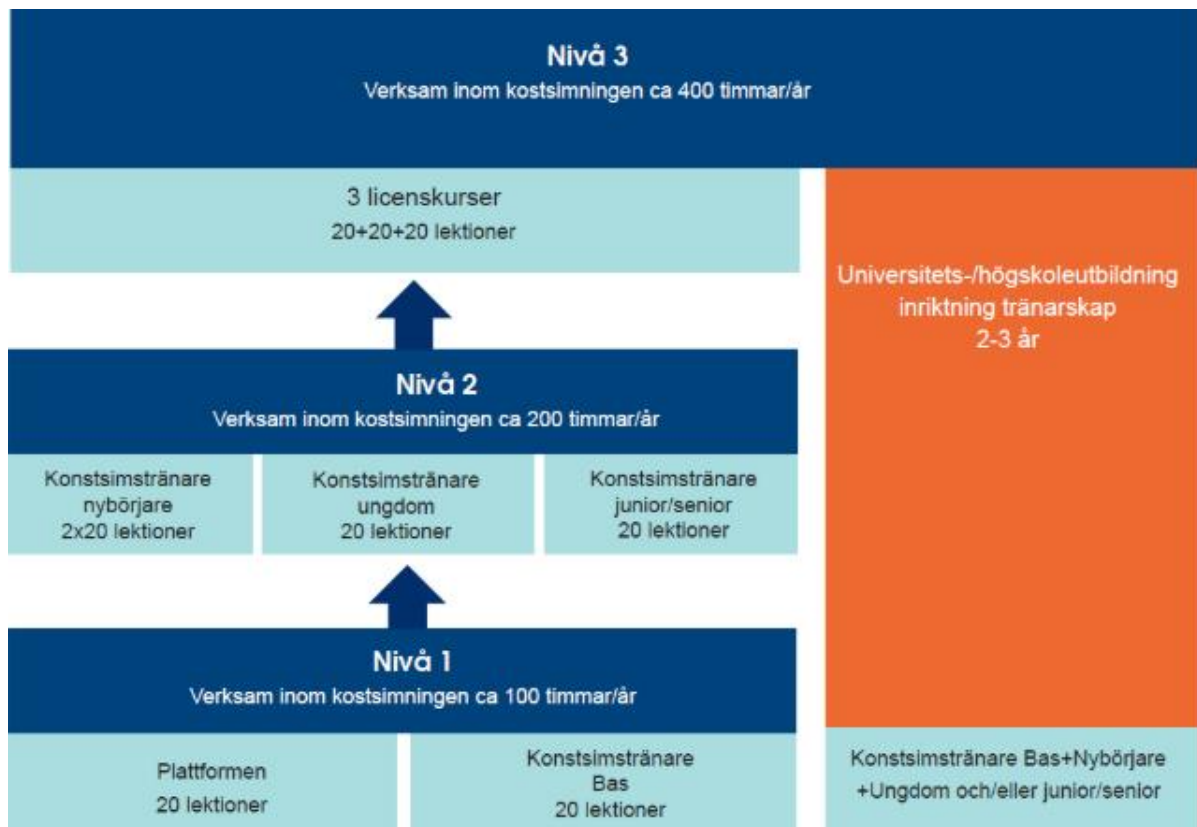 Nivå 3
Verksam inom kostsimningen ca 400 timmar/år
3 licenskurser
20+20+20 lektioner
Universitets-/högskoleutbildning
inriktning tränarskap
2-3 år
Nivå 2
Verksam inom kostsimningen ca 200 timmar/år
Konstsimstränare
nybörjare
2x20 lektioner
Konstsimstränare
ungdom
20 lektioner
Konstsimstränare
junior/senior
20 lektioner
Nivå 1
Verksam inom kostsimningen ca 100 timmar/år
Plattformen
20 lektioner
Konstsimstränare
Bas
20 lektioner
Konstsimstränare Bas+Nybörjare
+Ungdom och/eller junior/senior